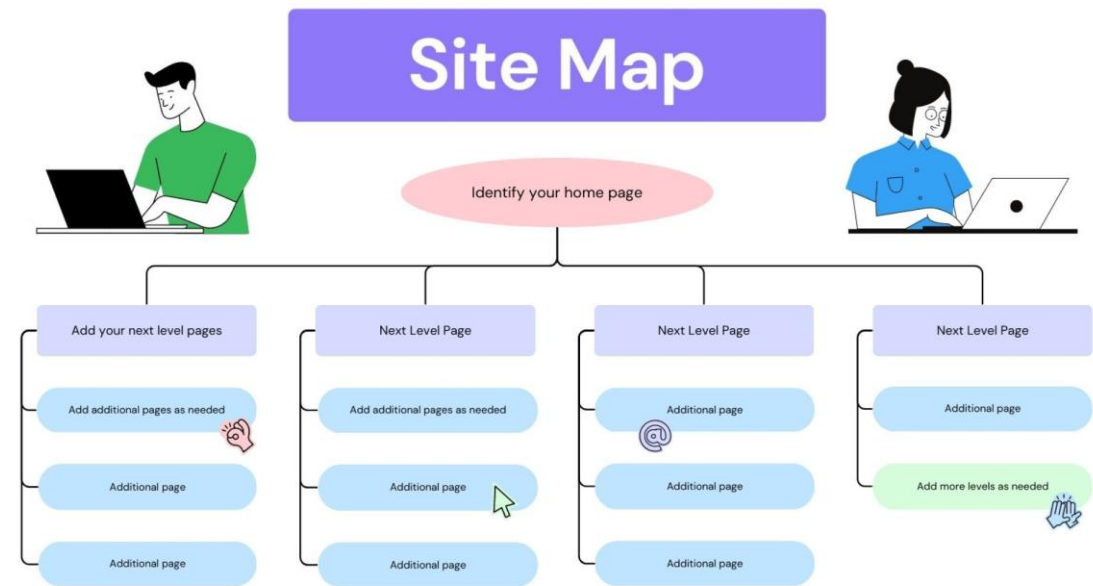 Site Map
Identify your home page
Add your next level pages
Next Level Page
Next Level Page
Next Level Page
Add additional pages as needed
Add additional pages as needed
Additional page
Additional page
Additional page
Additional page
Additional page
Add more levels as needed
Additional page
Additional page
Additional page